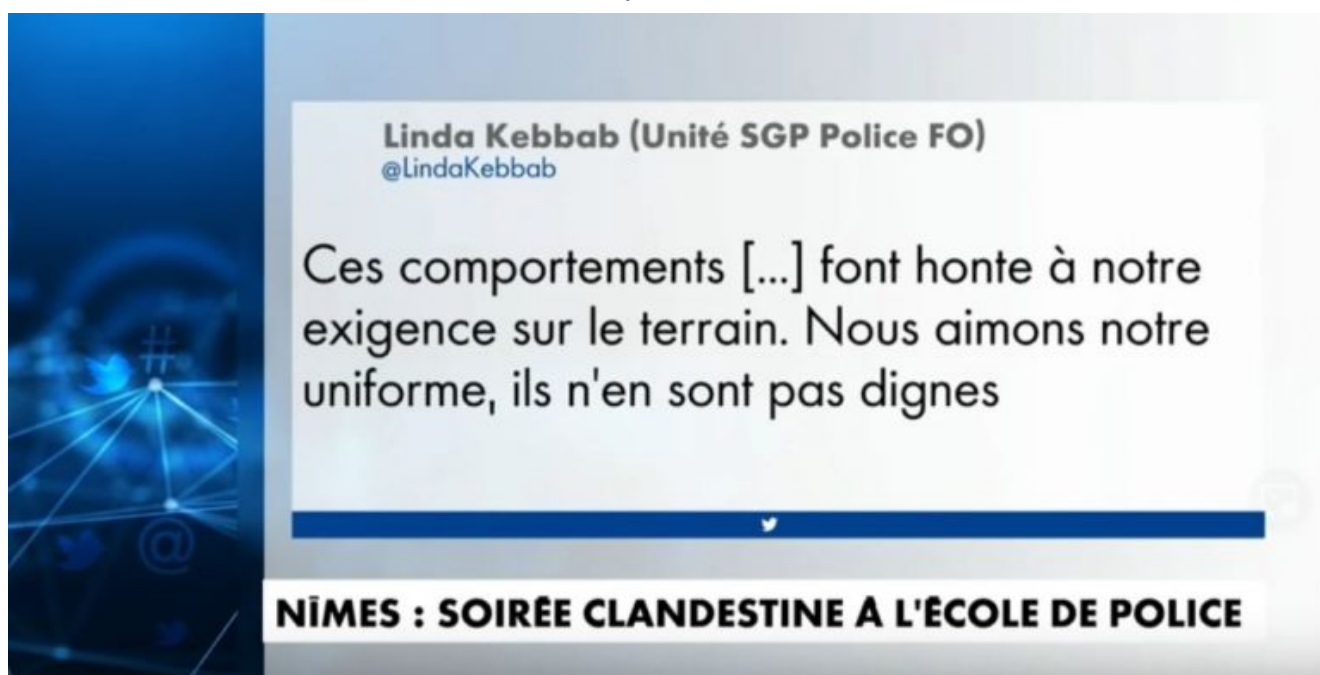 Linda Kebbab (Unité SGP Police FO)
@LindaKebbab
Ces comportements [...] font honte à notre
exigence sur le terrain. Nous aimons notre
uniforme, ils n'en sont pas dignes
#
@
NÎMES : SOIRÉE CLANDESTINE À L'ÉCOLE DE POLICE